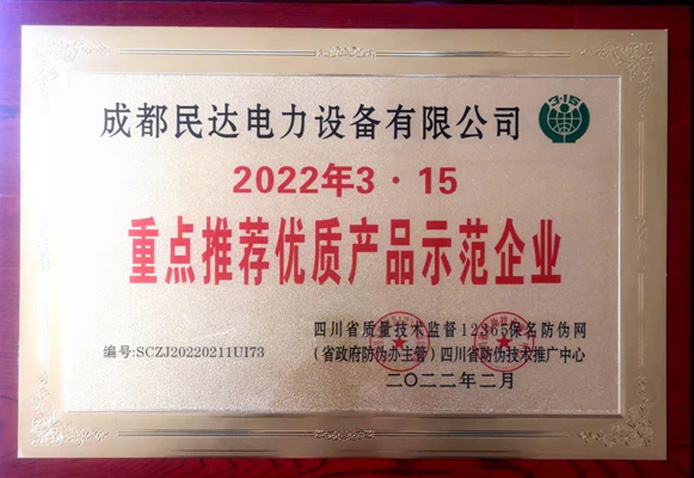 成都民达电力设备有限公司
3·15
2022年3·15
重点推荐优质产品示范企业
编号:SCZJ20220211UI73
四川省质量技术监督12365保名防伪网
(省政府防伪办主管)四川省防伪技术推广中心
二〇二二年二月